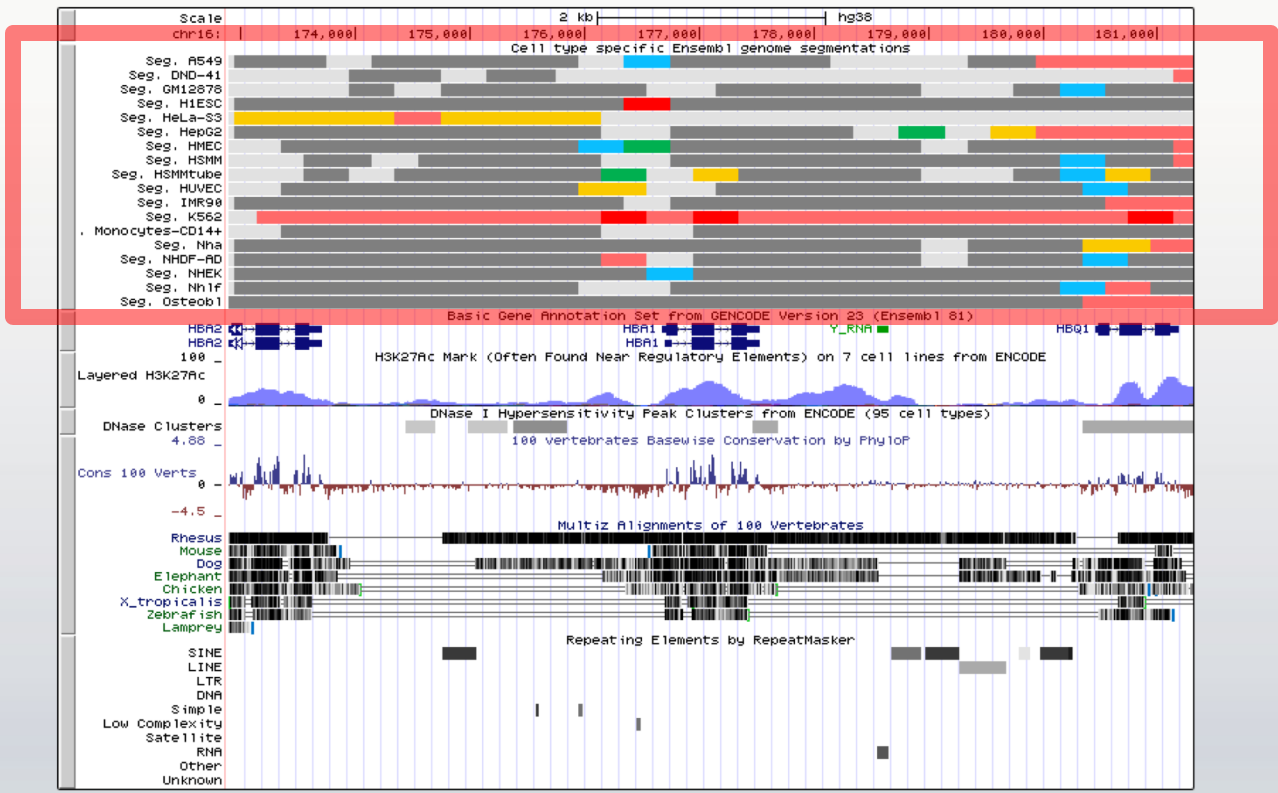 Scale 2 kb hg38
chr16: 174,000 175,000 176,000 177,000 178,000 179,000 180,000 181,000
Cell type specific Ensembl genome segmentations
Seg. A549
Seg. DND-41
Seg. GM12878
Seg. H1ESC
Seg. HeLa-S3
Seg. HepG2
Seg. HMEC
Seg. HSMM
Seg. HSMMtube
Seg. HUVEC
Seg. IMR90
Seg. K562
. Monocytes-CD14+
Seg. Nha
Seg. NHDF-AD
Seg. NHEK
Seg. Nhlf
Seg. Osteobl
Basic Gene Annotation Set from GENCODE Version 23 (Ensembl 81)
HBA2 HBA1 Y_RNA HBQ1
HBA2 HBA1
H3K27Ac Mark (Often Found Near Regulatory Elements) on 7 cell lines from ENCODE
100 _
Layered H3K27Ac
0 _
DNase I Hypersensitivity Peak Clusters from ENCODE (95 cell types)
DNase Clusters
100 vertebrates Basewise Conservation by PhyloP
4.88 _
Cons 100 Verts
0 _
-4.5 _
Multiz Alignments of 100 Vertebrates
Rhesus
Mouse
Dog
Elephant
Chicken
X_tropicalis
Zebrafish
Lamprey
Repeating Elements by RepeatMasker
SINE
LINE
LTR
DNA
Simple
Low Complexity
Satellite
RNA
Other
Unknown